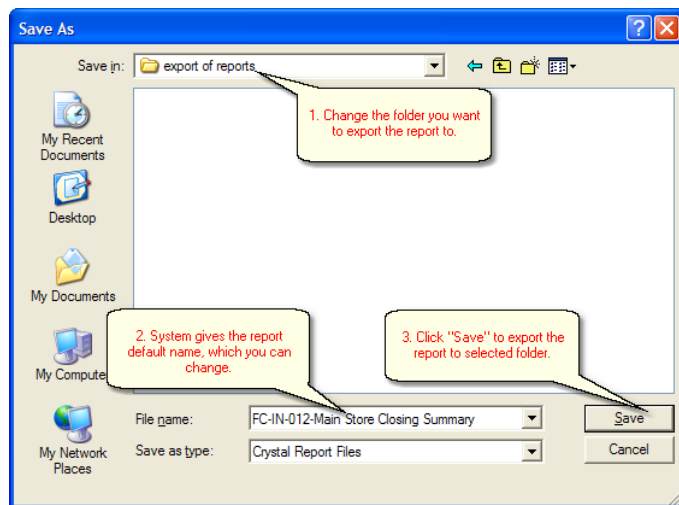 Save As
Save in:
export of reports
1. Change the folder you want
to export the report to.
My Recent
Documents
Desktop
My Documents
My Computer
My Network
Places
2. System gives the report
default name, which you can
change.
3. Click "Save" to export the
report to selected folder.
File name:
FC-IN-012-Main Store Closing Summary
Save
Save as type:
Crystal Report Files
Cancel